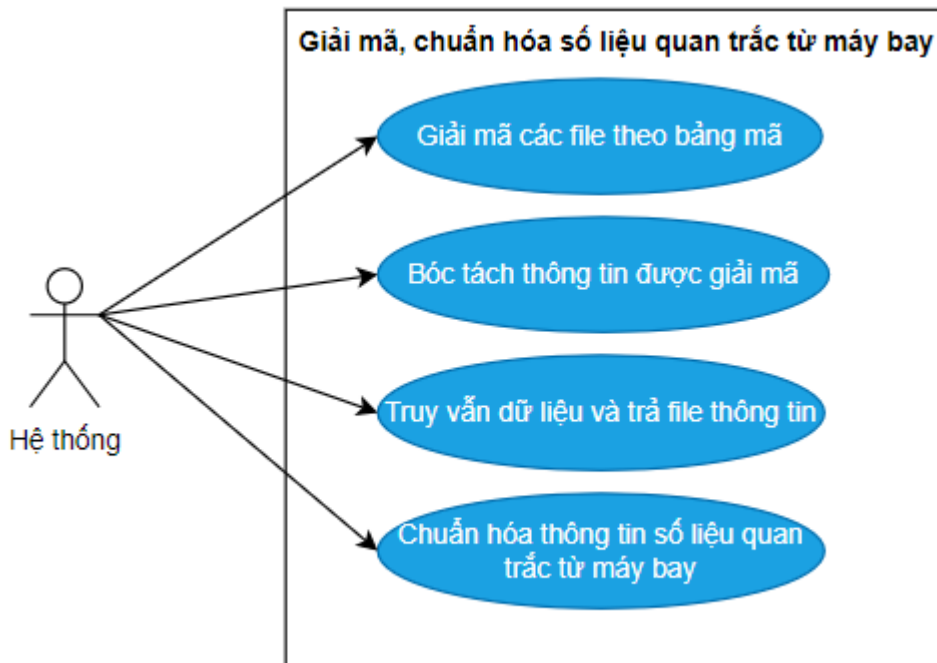 Giải mã, chuẩn hóa số liệu quan trắc từ máy bay
Giải mã các file theo bảng mã
Bóc tách thông tin được giải mã
Truy vẫn dữ liệu và trả file thông tin
Hệ thống
Chuẩn hóa thông tin số liệu quan
trắc từ máy bay